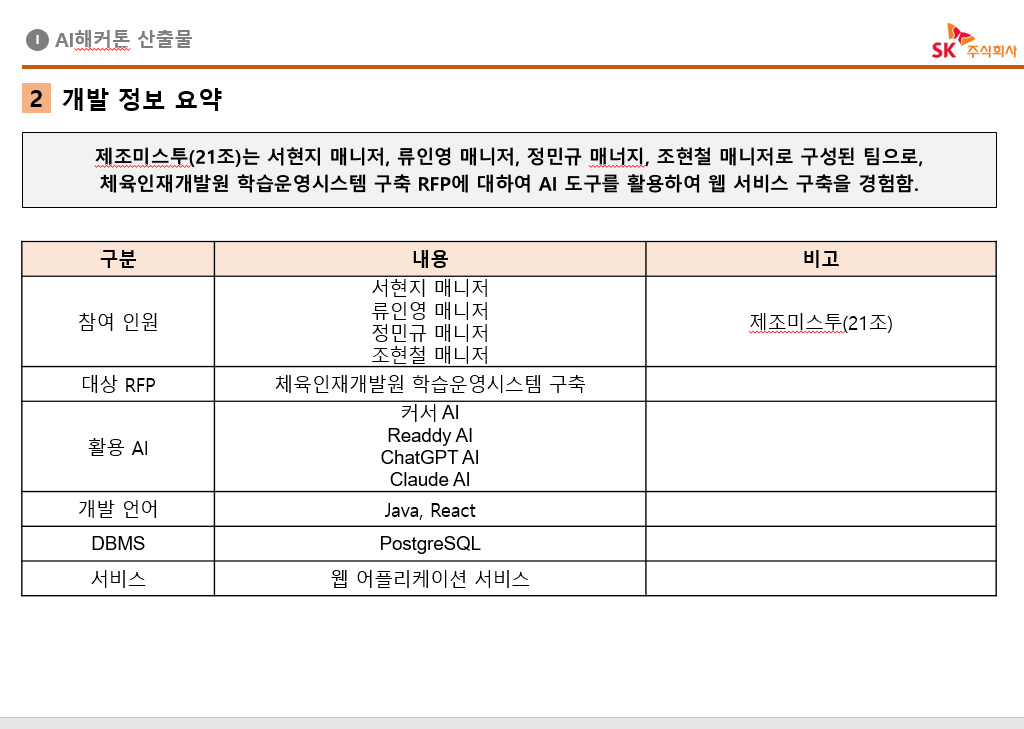 I AI해커톤 산출물
SK 주식회사
2 개발 정보 요약
제조미스투(21조)는 서현지 매니저, 류인영 매니저, 정민규 매너지, 조현철 매니저로 구성된 팀으로,
체육인재개발원 학습운영시스템 구축 RFP에 대하여 AI 도구를 활용하여 웹 서비스 구축을 경험함.
구분 내용 비고
참여 인원
서현지 매니저
류인영 매니저
정민규 매니저
조현철 매니저
제조미스투(21조)
대상 RFP 체육인재개발원 학습운영시스템 구축
활용 AI
커서 AI
Readdy AI
ChatGPT AI
Claude AI
개발 언어 Java, React
DBMS PostgreSQL
서비스 웹 어플리케이션 서비스